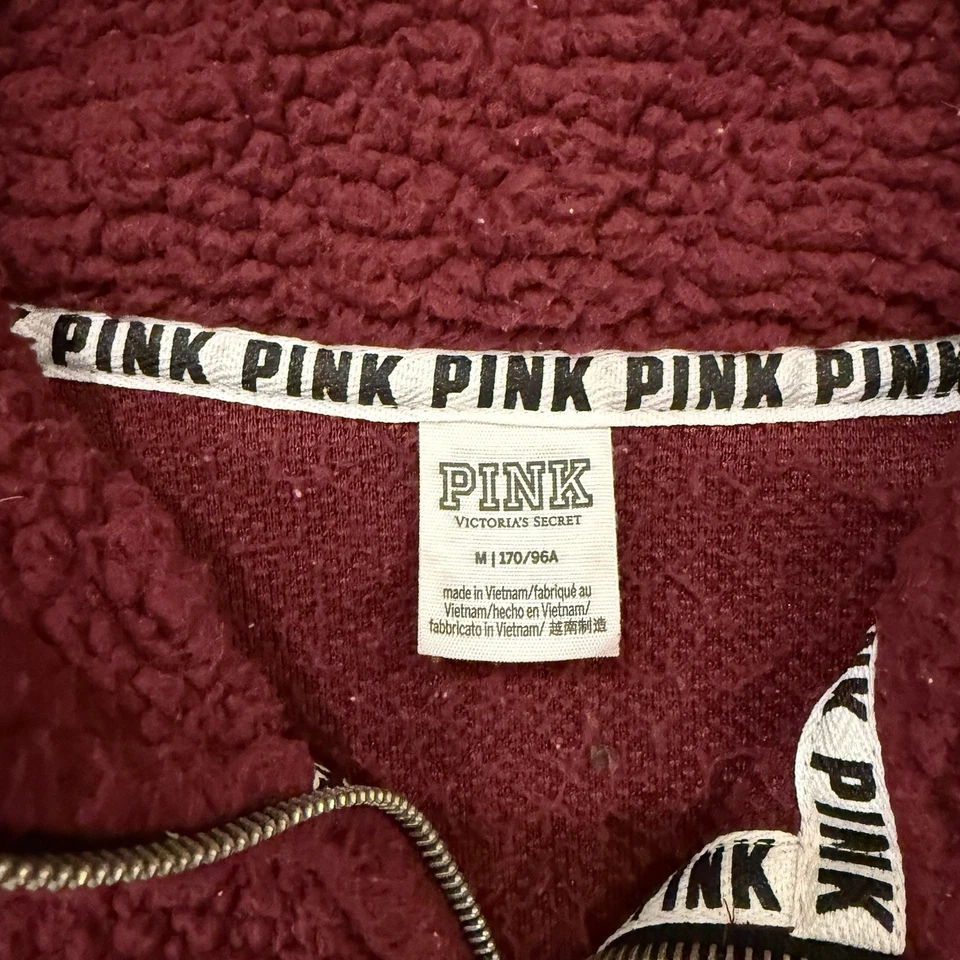 PINK PINK PINK PINK PINK
PINK
VICTORIA'S SECRET
M | 170/96A
made in Vietnam/fabriqué au
Vietnam/hecho en Vietnam/
fabbricato in Vietnam/ 越南制造
PINK
PINK